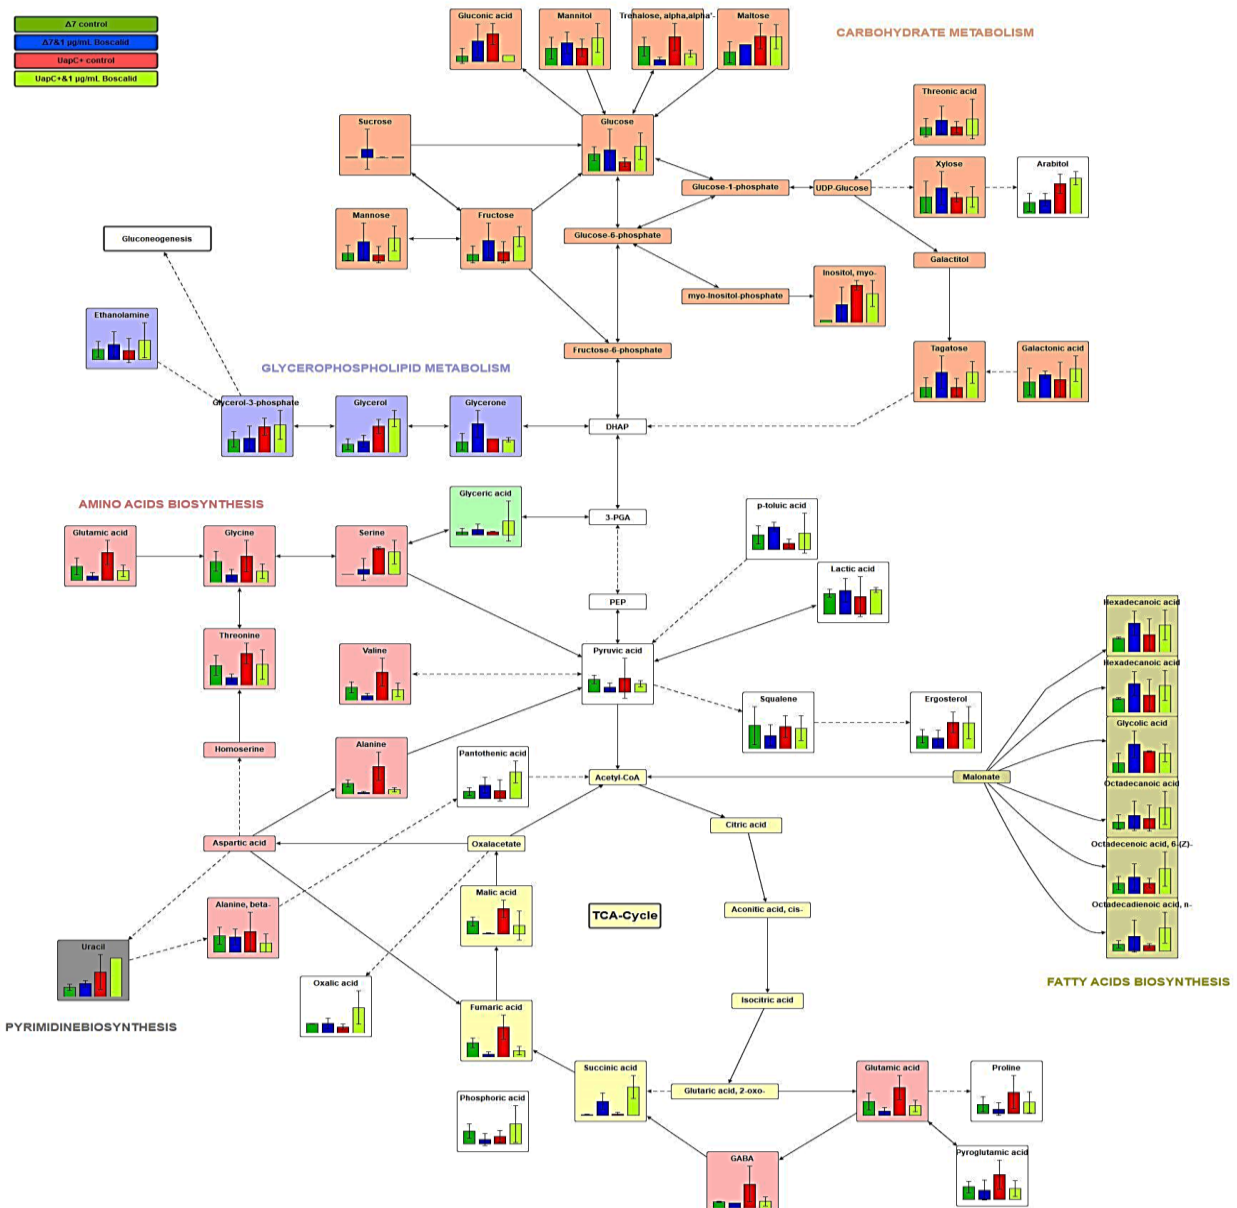 Δ7 control
Δ7&1 µg/mL Boscalid
UapC+ control
UapC+&1 µg/mL Boscalid
Gluconic acid
Mannitol
Trehalose, alpha,alpha'-
Maltose
CARBOHYDRATE METABOLISM
Threonic acid
Sucrose
Glucose
Xylose
Arabitol
Glucose-1-phosphate
UDP-Glucose
Mannose
Fructose
Glucose-6-phosphate
Gluconeogenesis
Galactitol
Inositol, myo-
myo-Inositol-phosphate
Ethanolamine
Fructose-6-phosphate
Tagatose
Galactonic acid
GLYCEROPHOSPHOLIPID METABOLISM
Glycerol-3-phosphate
Glycerol
Glycerone
DHAP
Glyceric acid
AMINO ACIDS BIOSYNTHESIS
p-toluic acid
3-PGA
Glutamic acid
Glycine
Serine
Lactic acid
PEP
Hexadecanoic acid
Threonine
Valine
Pyruvic acid
Hexadecanoic acid
Squalene
Ergosterol
Glycolic acid
Homoserine
Alanine
Pantothenic acid
Acetyl-CoA
Malonate
Octadecanoic acid
Citric acid
Aspartic acid
Oxalacetate
Octadecenoic acid, 6-(Z)-
Malic acid
Alanine, beta-
TCA-Cycle
Aconitic acid, cis-
Octadecadienoic acid, n-
Uracil
Oxalic acid
FATTY ACIDS BIOSYNTHESIS
Isocitric acid
Fumaric acid
PYRIMIDINEBIOSYNTHESIS
Succinic acid
Glutaric acid, 2-oxo-
Glutamic acid
Proline
Phosphoric acid
GABA
Pyroglutamic acid